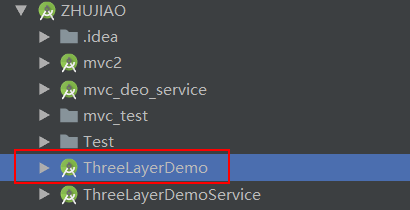 ZHUJIAO
.idea
mvc2
mvc_deo_service
mvc_test
Test
ThreeLayerDemo
ThreeLayerDemoService